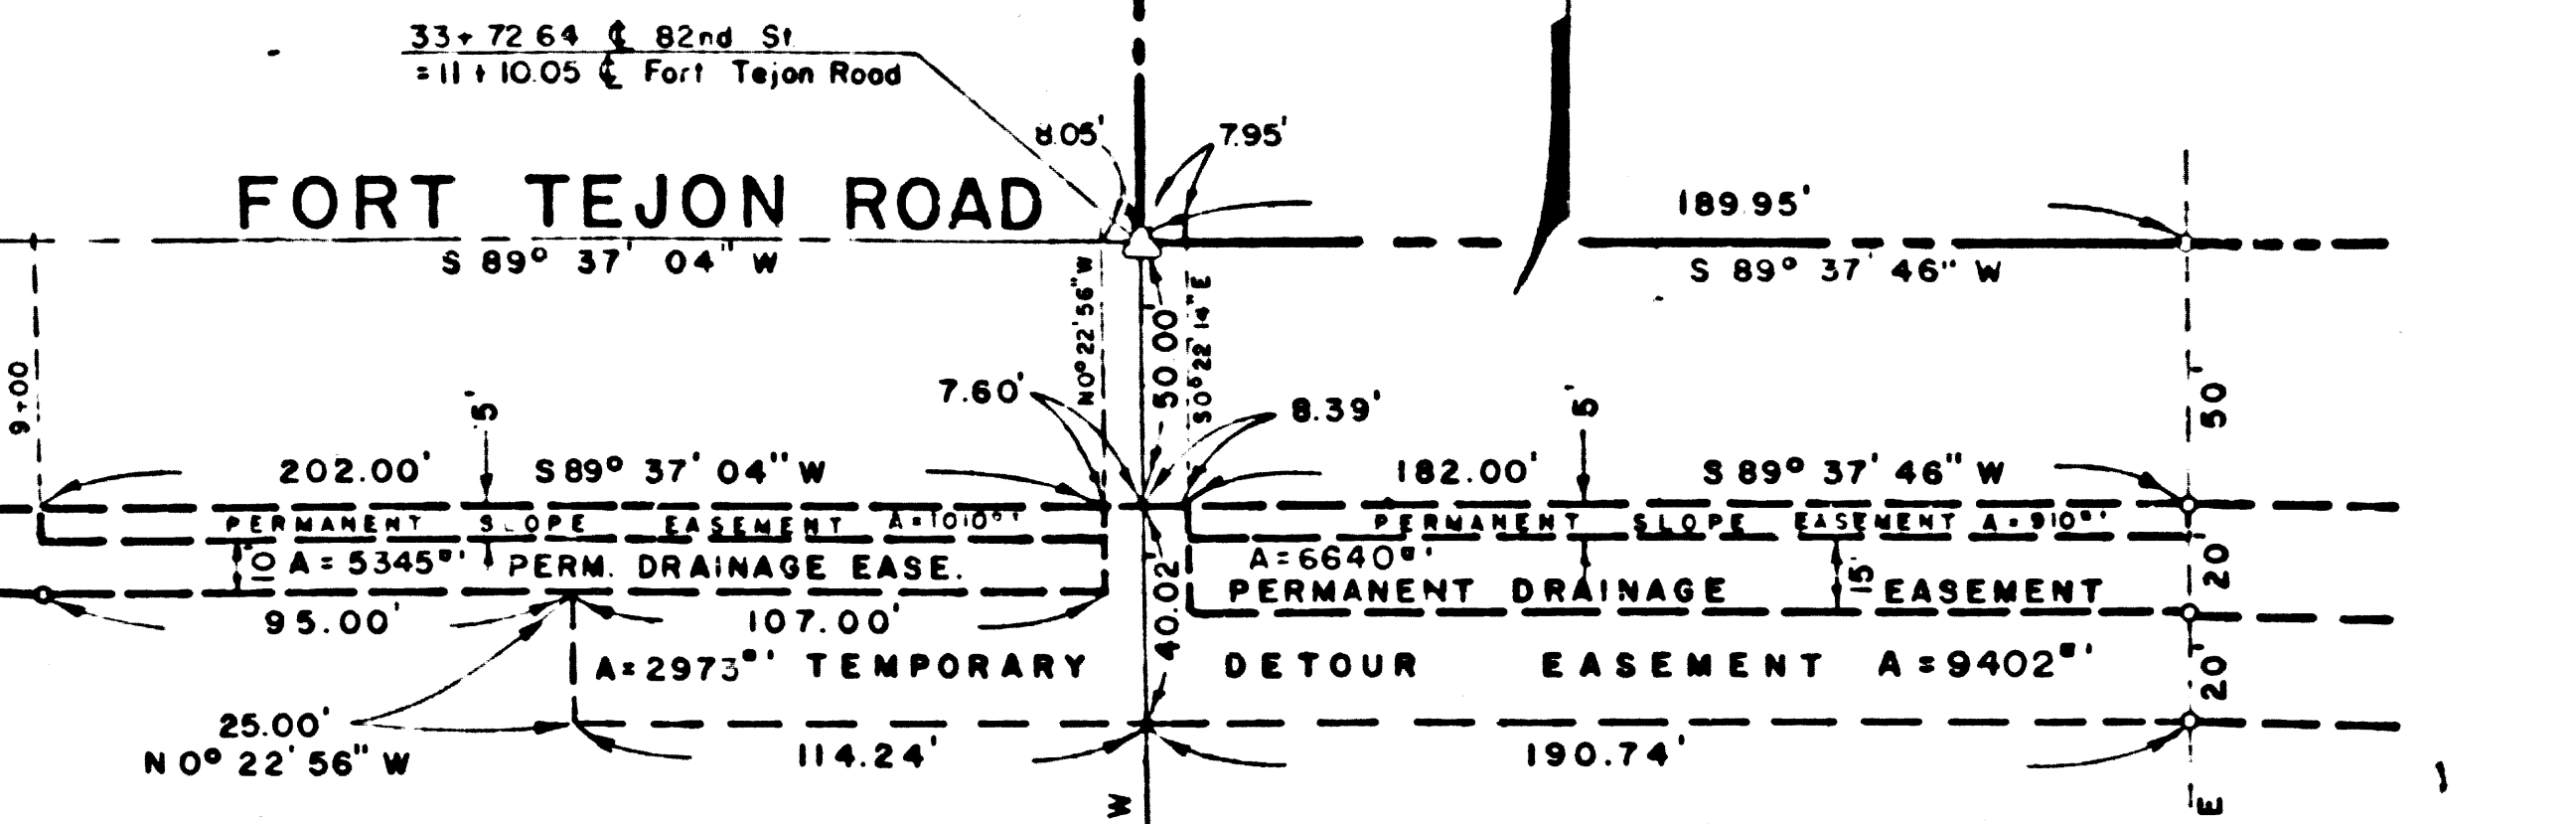 33+72 64 ℄ 82nd St.
=11+10.05 ℄ Fort Tejon Road
8.05'
7.95'
FORT TEJON ROAD
189.95'
S 89° 37' 04" W
S 89° 37' 46" W
N0° 22' 56" W
50.00'
S0° 22' 14" E
9+00
5'
7.60'
8.39'
5'
50'
202.00'
S 89° 37' 04" W
182.00'
S 89° 37' 46" W
PERMANENT SLOPE EASEMENT A=1010□'
PERMANENT SLOPE EASEMENT A=910□'
10'
A=5345□' PERM. DRAINAGE EASE.
A=6640□'
PERMANENT DRAINAGE EASEMENT
15'
20'
95.00'
107.00'
40.02'
A=2973□' TEMPORARY DETOUR EASEMENT A=9402□'
20'
25.00'
N 0° 22' 56" W
114.24'
190.74'
W
E